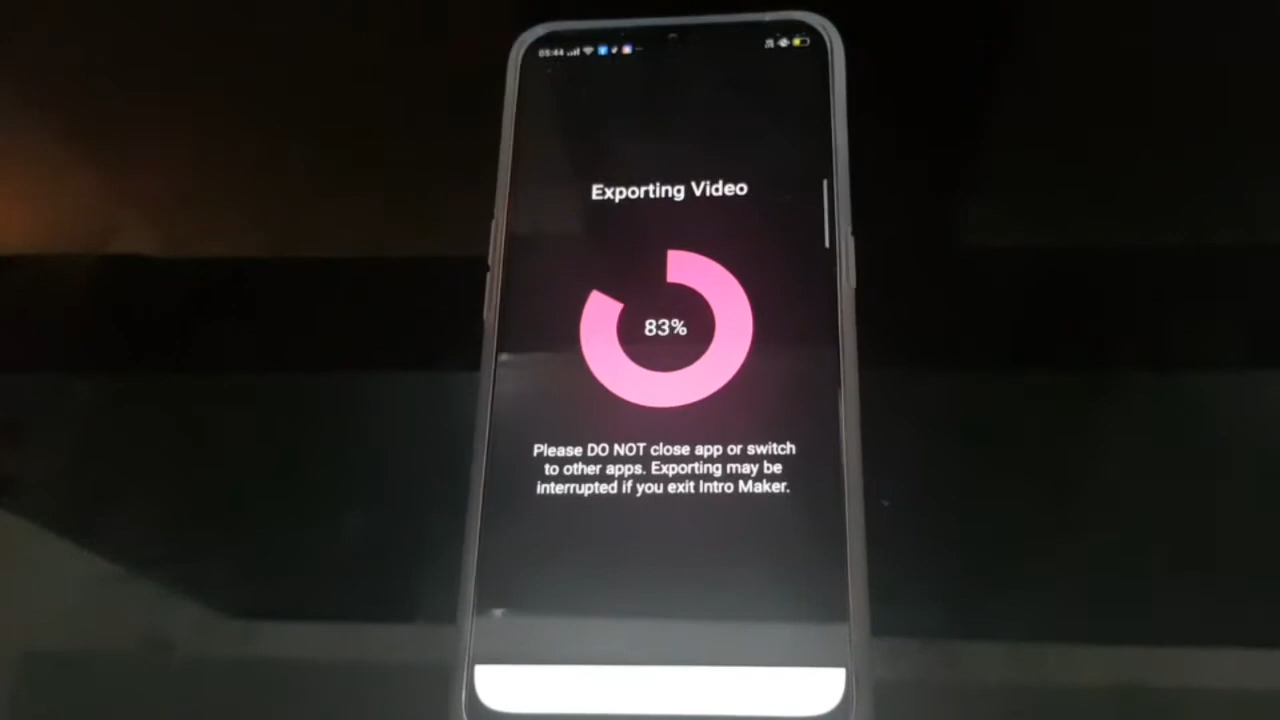 05:44
Exporting Video
83%
Please DO NOT close app or switch
to other apps. Exporting may be
interrupted if you exit Intro Maker.